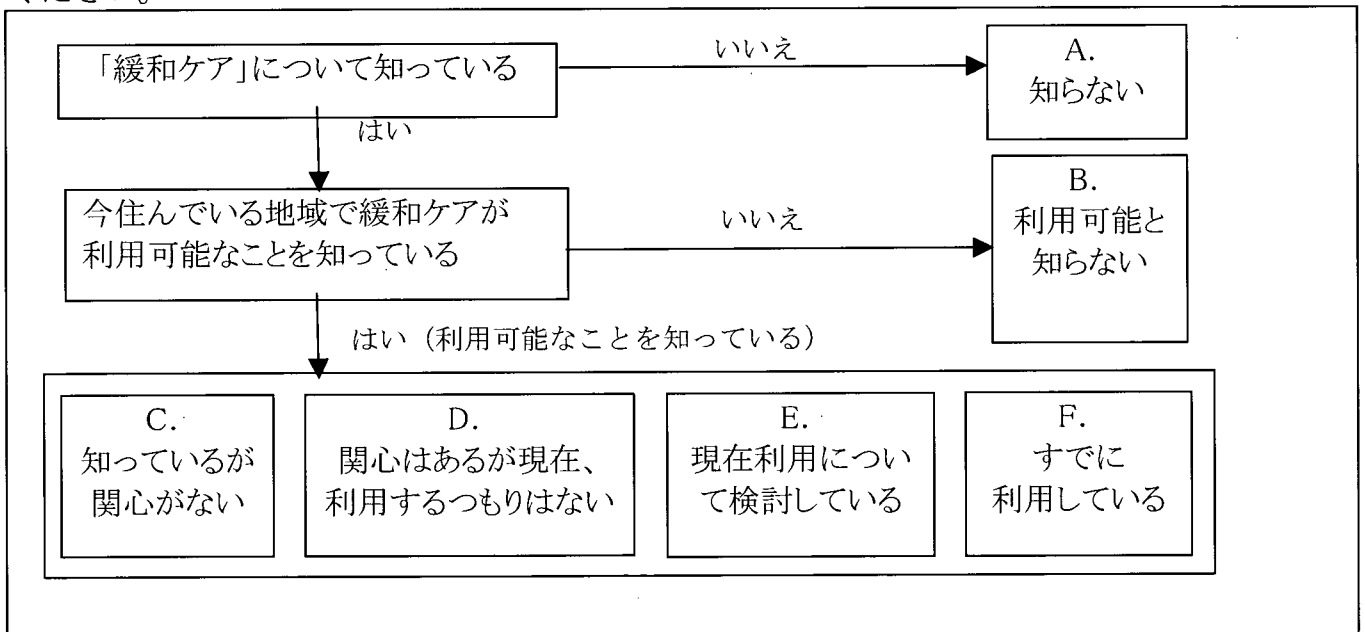 「緩和ケア」について知っている
いいえ
A.
知らない
はい
今住んでいる地域で緩和ケアが
利用可能なことを知っている
いいえ
B.
利用可能と
知らない
はい（利用可能なことを知っている）
C.
知っているが
関心がない
D.
関心はあるが現在、
利用するつもりはない
E.
現在利用につい
て検討している
F.
すでに
利用している